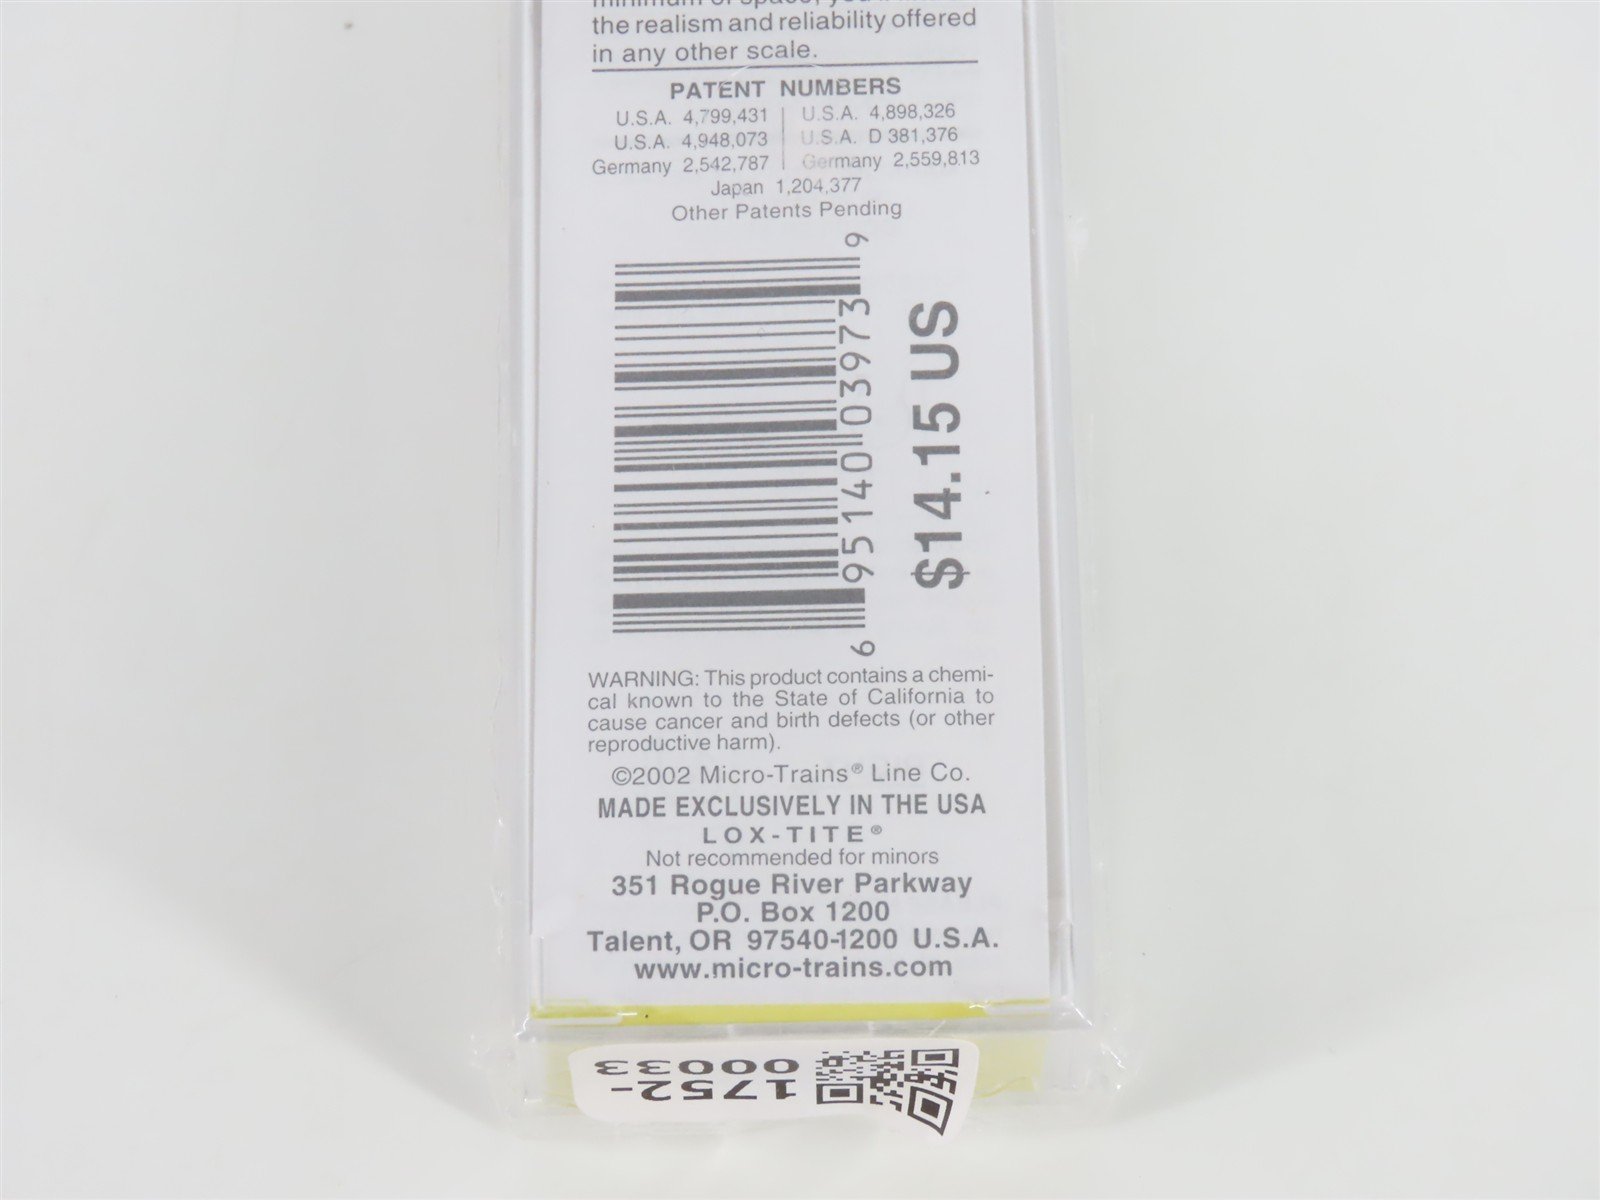 the realism and reliability offered
in any other scale.
PATENT NUMBERS
U.S.A. 4,799,431 | U.S.A. 4,898,326
U.S.A. 4,948,073 | U.S.A. D 381,376
Germany 2,542,787 | Germany 2,559,813
Japan 1,204,377
Other Patents Pending
6 95140 03973 9
$14.15 US
WARNING: This product contains a chemi-
cal known to the State of California to
cause cancer and birth defects (or other
reproductive harm).
©2002 Micro-Trains® Line Co.
MADE EXCLUSIVELY IN THE USA
LOX-TITE®
Not recommended for minors
351 Rogue River Parkway
P.O. Box 1200
Talent, OR 97540-1200 U.S.A.
www.micro-trains.com
1752-
00033